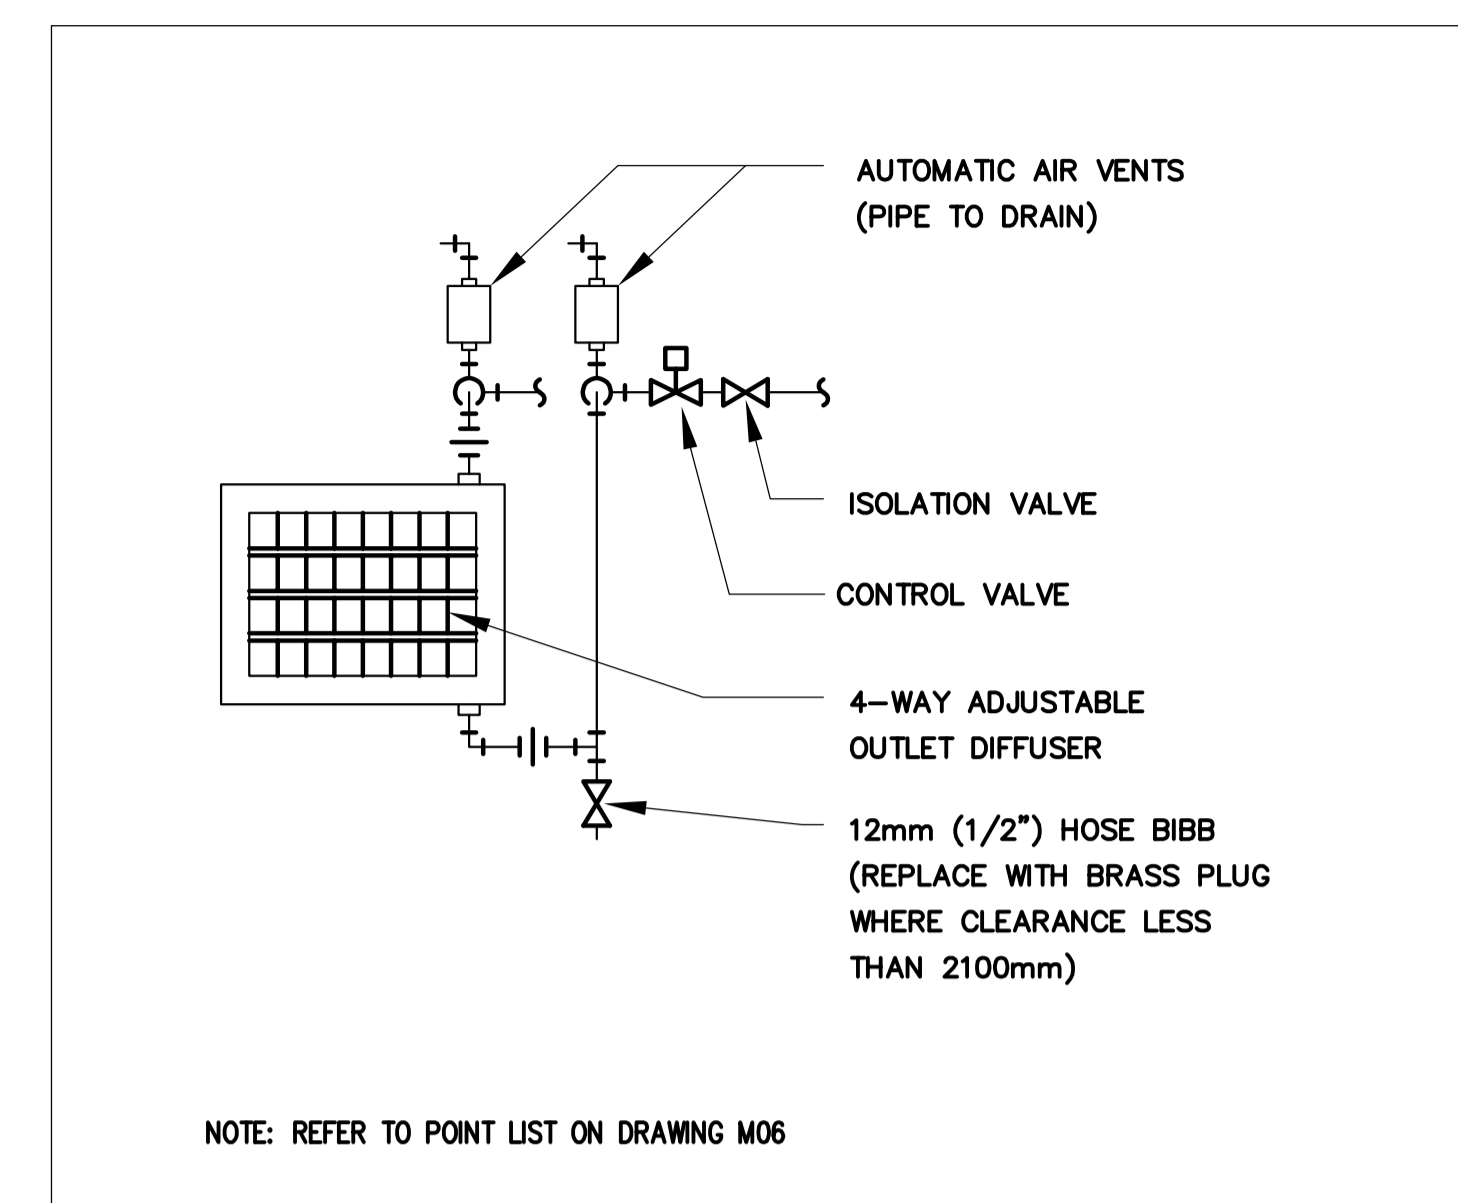 AUTOMATIC AIR VENTS
(PIPE TO DRAIN)
ISOLATION VALVE
CONTROL VALVE
4-WAY ADJUSTABLE
OUTLET DIFFUSER
12mm (1/2") HOSE BIBB
(REPLACE WITH BRASS PLUG
WHERE CLEARANCE LESS
THAN 2100mm)
NOTE: REFER TO POINT LIST ON DRAWING M06